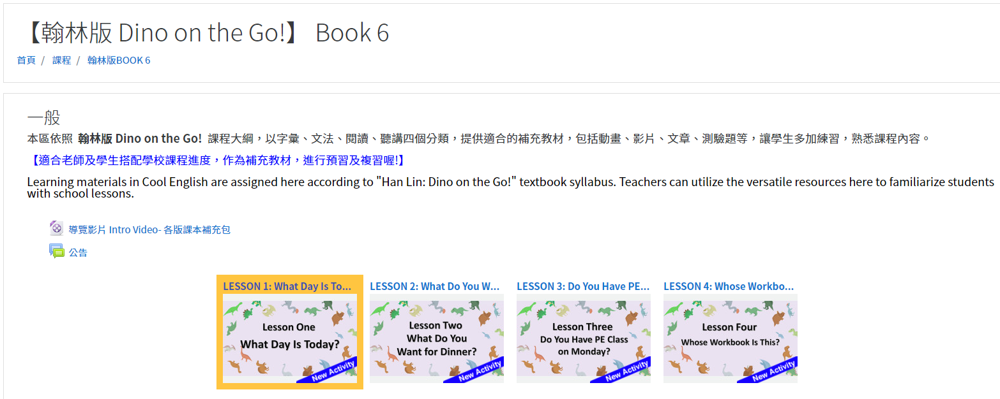 【翰林版 Dino on the Go!】 Book 6
首頁 / 課程 / 翰林版BOOK 6
一般
本區依照 翰林版 Dino on the Go! 課程大綱，以字彙、文法、閱讀、聽講四個分類，提供適合的補充教材，包括動畫、影片、文章、測驗題等，讓學生多加練習，熟悉課程內容。
【適合老師及學生搭配學校課程進度，作為補充教材，進行預習及複習喔!】
Learning materials in Cool English are assigned here according to "Han Lin: Dino on the Go!" textbook syllabus. Teachers can utilize the versatile resources here to familiarize students
with school lessons.
導覽影片 Intro Video- 各版課本補充包
公告
LESSON 1: What Day Is To...
Lesson One
What Day Is Today?
New Activity
LESSON 2: What Do You W...
Lesson Two
What Do You
Want for Dinner?
New Activity
LESSON 3: Do You Have PE...
Lesson Three
Do You Have PE Class
on Monday?
New Activity
LESSON 4: Whose Workbo...
Lesson Four
Whose Workbook Is This?
New Activity